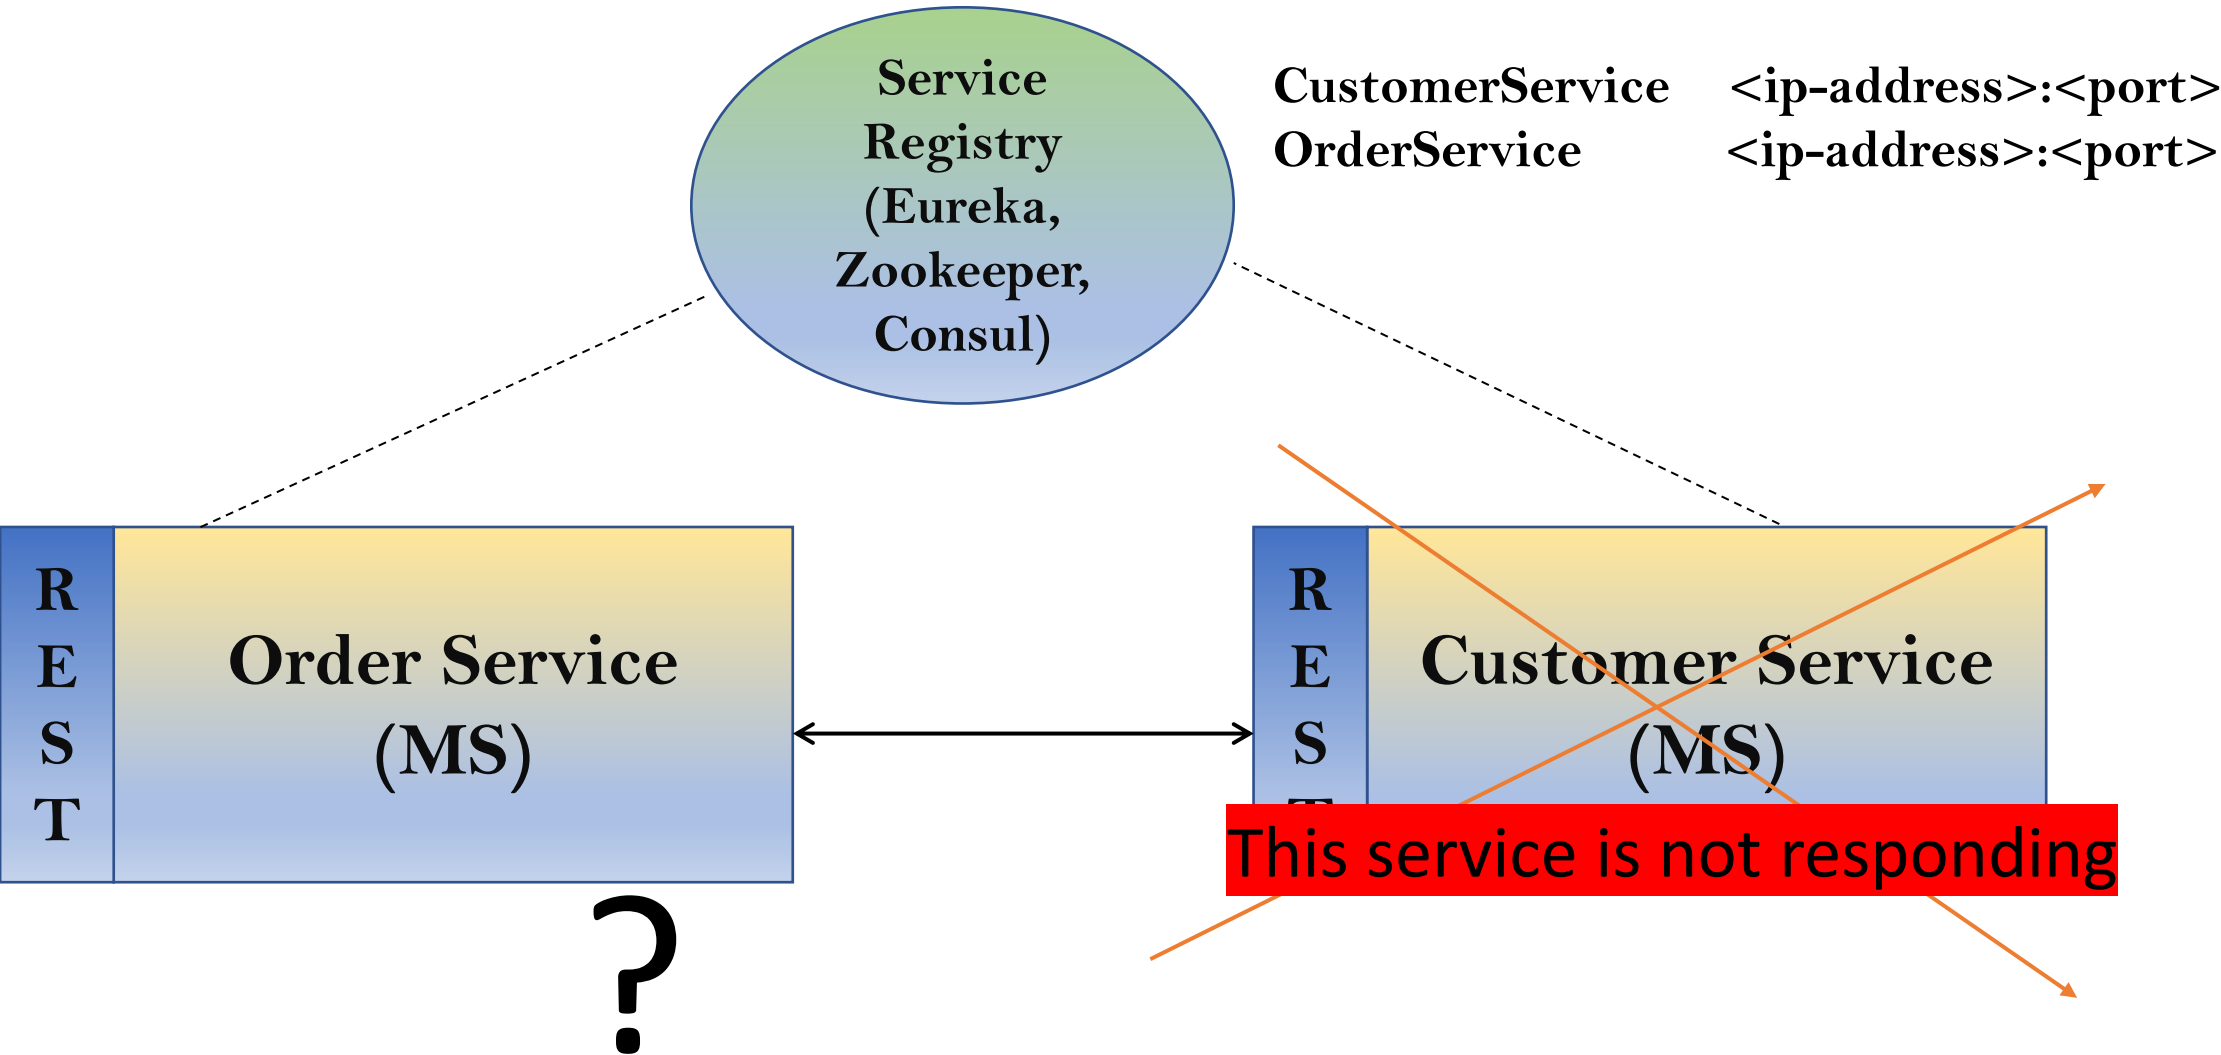 Service
Registry
(Eureka,
Zookeeper,
Consul)
CustomerService <ip-address>:<port>
OrderService <ip-address>:<port>
R
E
S
T
Order Service
(MS)
R
E
S
T
Customer Service
(MS)
This service is not responding
?